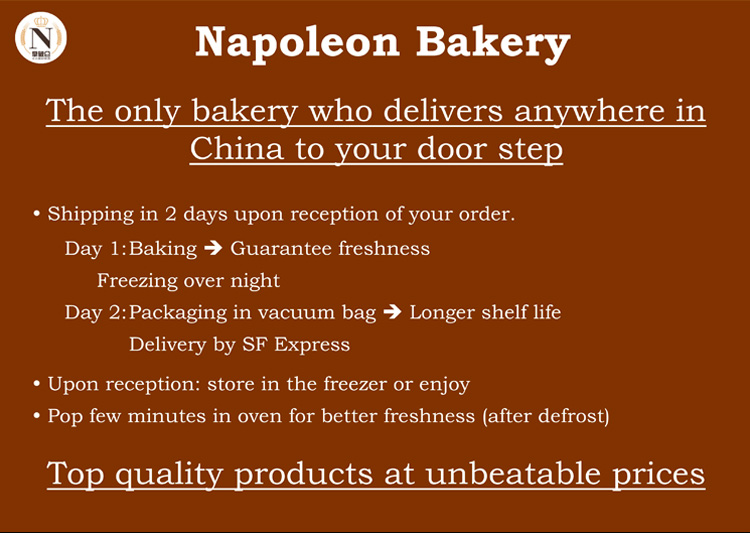 N
Napoleon Bakery
The only bakery who delivers anywhere in
China to your door step
• Shipping in 2 days upon reception of your order.
Day 1:Baking ➔ Guarantee freshness
Freezing over night
Day 2:Packaging in vacuum bag ➔ Longer shelf life
Delivery by SF Express
• Upon reception: store in the freezer or enjoy
• Pop few minutes in oven for better freshness (after defrost)
Top quality products at unbeatable prices